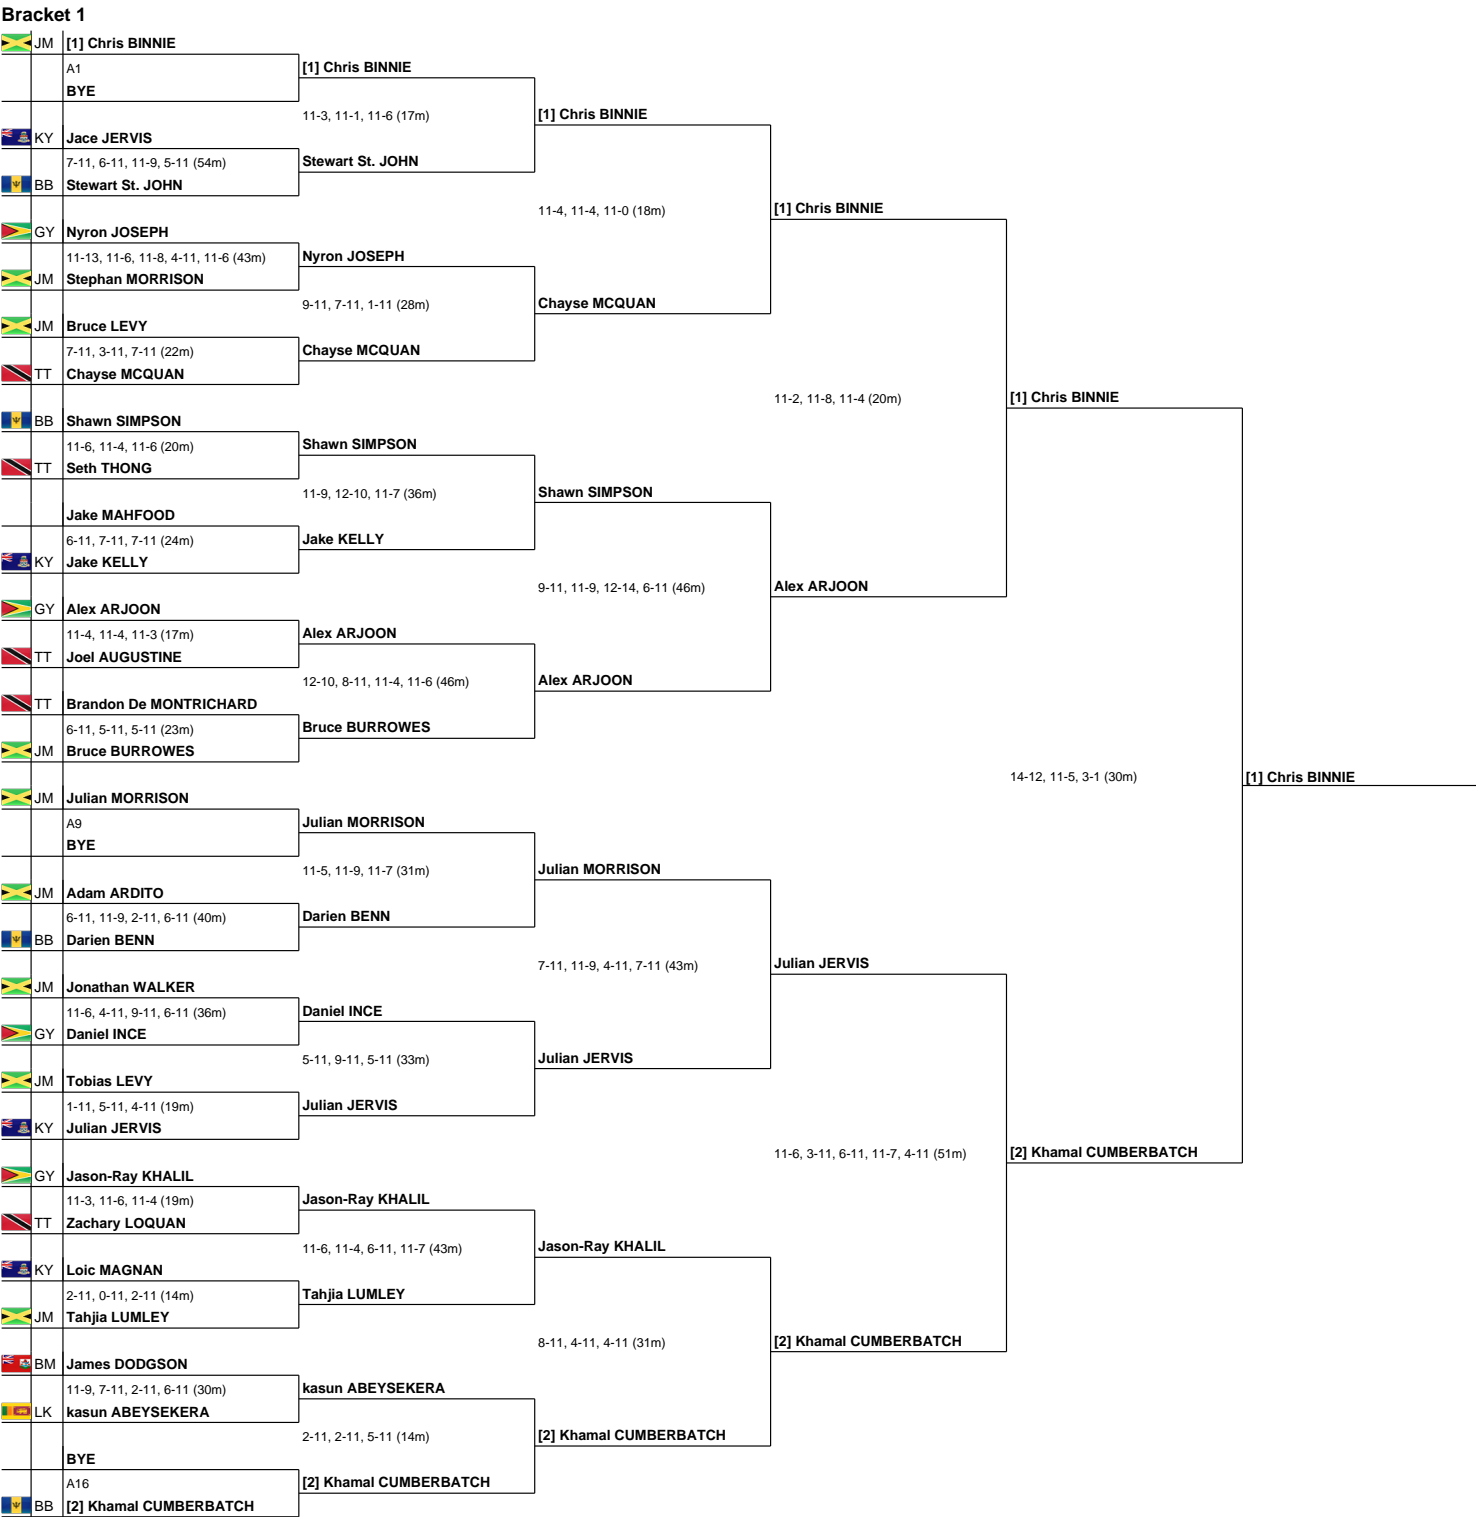 Bracket 1
JM [1] Chris BINNIE
A1
BYE
KY Jace JERVIS
7-11, 6-11, 11-9, 5-11 (54m)
BB Stewart St. JOHN
GY Nyron JOSEPH
11-13, 11-6, 11-8, 4-11, 11-6 (43m)
JM Stephan MORRISON
JM Bruce LEVY
7-11, 3-11, 7-11 (22m)
TT Chayse MCQUAN
BB Shawn SIMPSON
11-6, 11-4, 11-6 (20m)
TT Seth THONG
Jake MAHFOOD
6-11, 7-11, 7-11 (24m)
KY Jake KELLY
GY Alex ARJOON
11-4, 11-4, 11-3 (17m)
TT Joel AUGUSTINE
TT Brandon De MONTRICHARD
6-11, 5-11, 5-11 (23m)
JM Bruce BURROWES
JM Julian MORRISON
A9
BYE
JM Adam ARDITO
6-11, 11-9, 2-11, 6-11 (40m)
BB Darien BENN
JM Jonathan WALKER
11-6, 4-11, 9-11, 6-11 (36m)
GY Daniel INCE
JM Tobias LEVY
1-11, 5-11, 4-11 (19m)
KY Julian JERVIS
GY Jason-Ray KHALIL
11-3, 11-6, 11-4 (19m)
TT Zachary LOQUAN
KY Loic MAGNAN
2-11, 0-11, 2-11 (14m)
JM Tahjia LUMLEY
BM James DODGSON
11-9, 7-11, 2-11, 6-11 (30m)
LK kasun ABEYSEKERA
BYE
A16
BB [2] Khamal CUMBERBATCH
[1] Chris BINNIE
11-3, 11-1, 11-6 (17m)
Stewart St. JOHN
Nyron JOSEPH
9-11, 7-11, 1-11 (28m)
Chayse MCQUAN
Shawn SIMPSON
11-9, 12-10, 11-7 (36m)
Jake KELLY
Alex ARJOON
12-10, 8-11, 11-4, 11-6 (46m)
Bruce BURROWES
Julian MORRISON
11-5, 11-9, 11-7 (31m)
Darien BENN
Daniel INCE
5-11, 9-11, 5-11 (33m)
Julian JERVIS
Jason-Ray KHALIL
11-6, 11-4, 6-11, 11-7 (43m)
Tahjia LUMLEY
kasun ABEYSEKERA
2-11, 2-11, 5-11 (14m)
[2] Khamal CUMBERBATCH
[1] Chris BINNIE
11-4, 11-4, 11-0 (18m)
Chayse MCQUAN
Shawn SIMPSON
9-11, 11-9, 12-14, 6-11 (46m)
Alex ARJOON
Julian MORRISON
7-11, 11-9, 4-11, 7-11 (43m)
Julian JERVIS
Jason-Ray KHALIL
8-11, 4-11, 4-11 (31m)
[2] Khamal CUMBERBATCH
[1] Chris BINNIE
11-2, 11-8, 11-4 (20m)
Alex ARJOON
Julian JERVIS
11-6, 3-11, 6-11, 11-7, 4-11 (51m)
[2] Khamal CUMBERBATCH
[1] Chris BINNIE
14-12, 11-5, 3-1 (30m)
[2] Khamal CUMBERBATCH
[1] Chris BINNIE